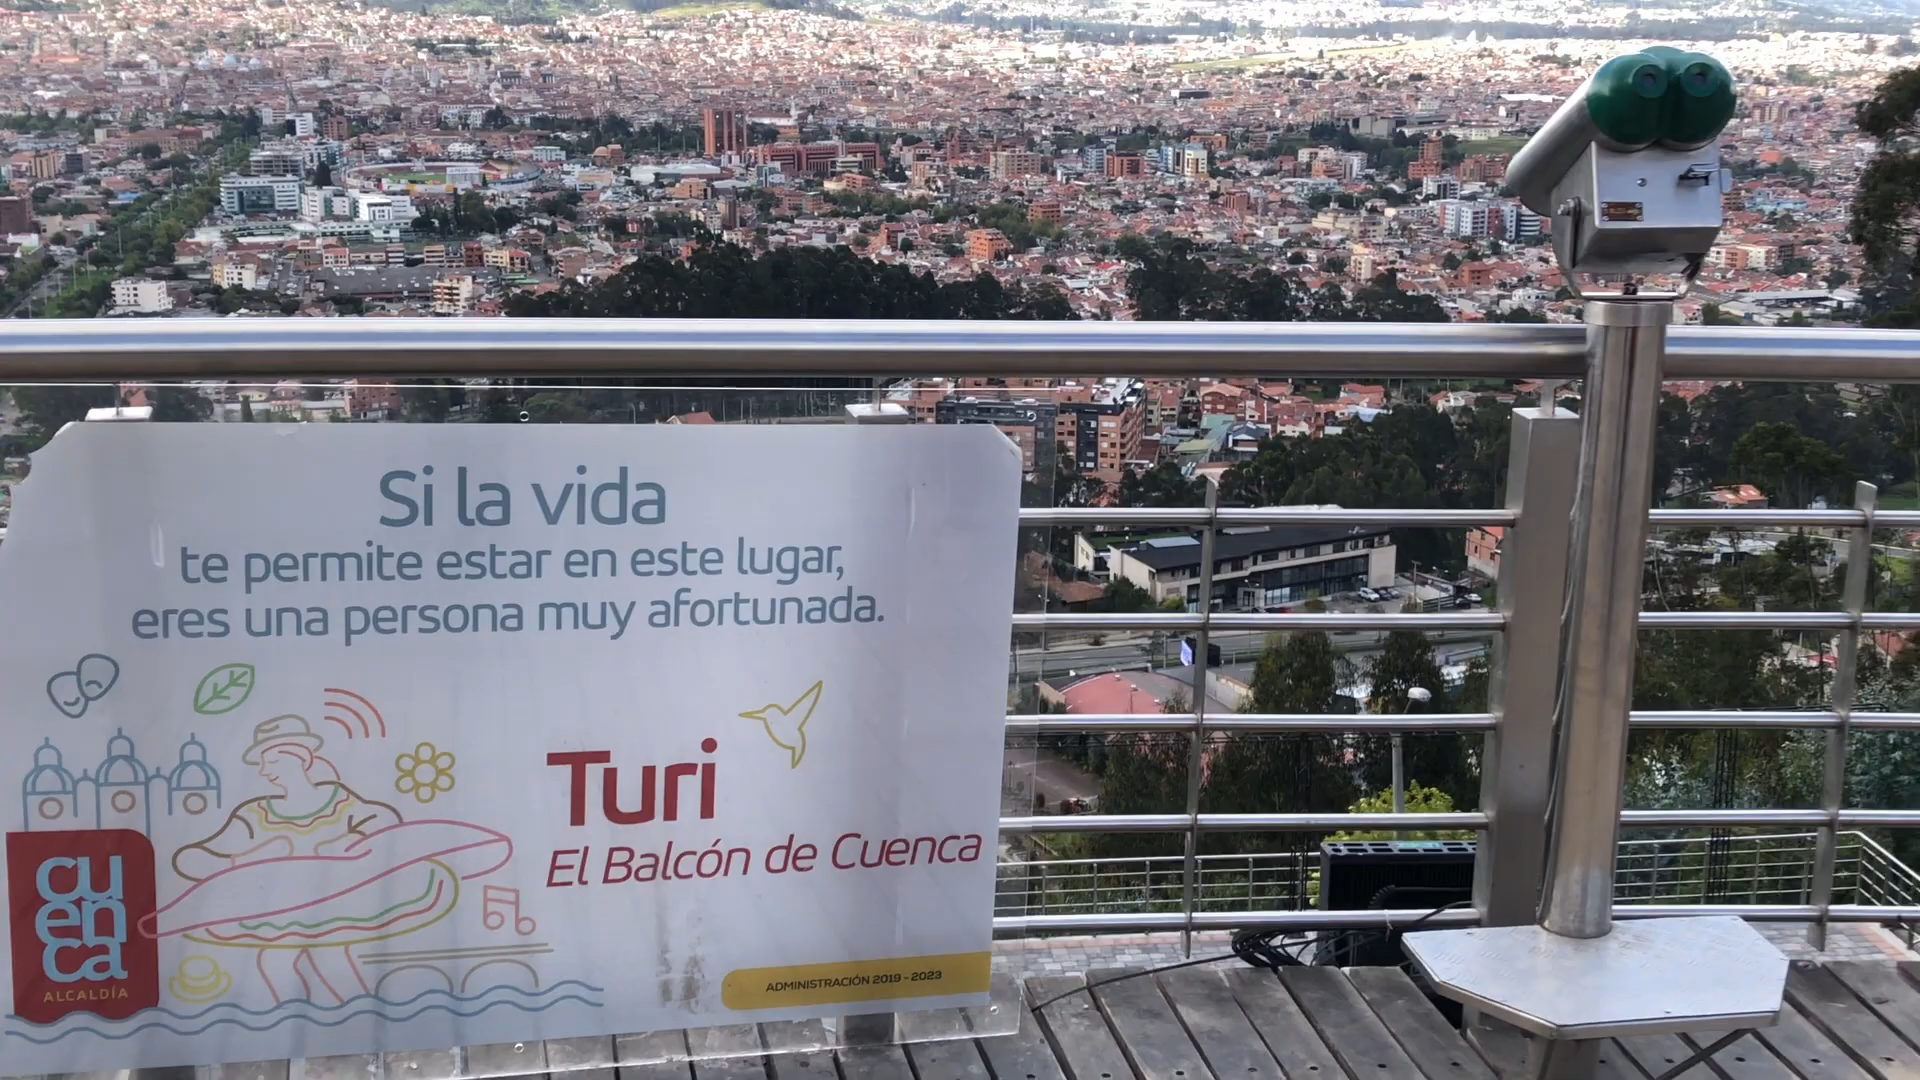 Si la vida
te permite estar en este lugar,
eres una persona muy afortunada.
Turi
El Balcón de Cuenca
cu
en
ca
ALCALDÍA
ADMINISTRACIÓN 2019 - 2023